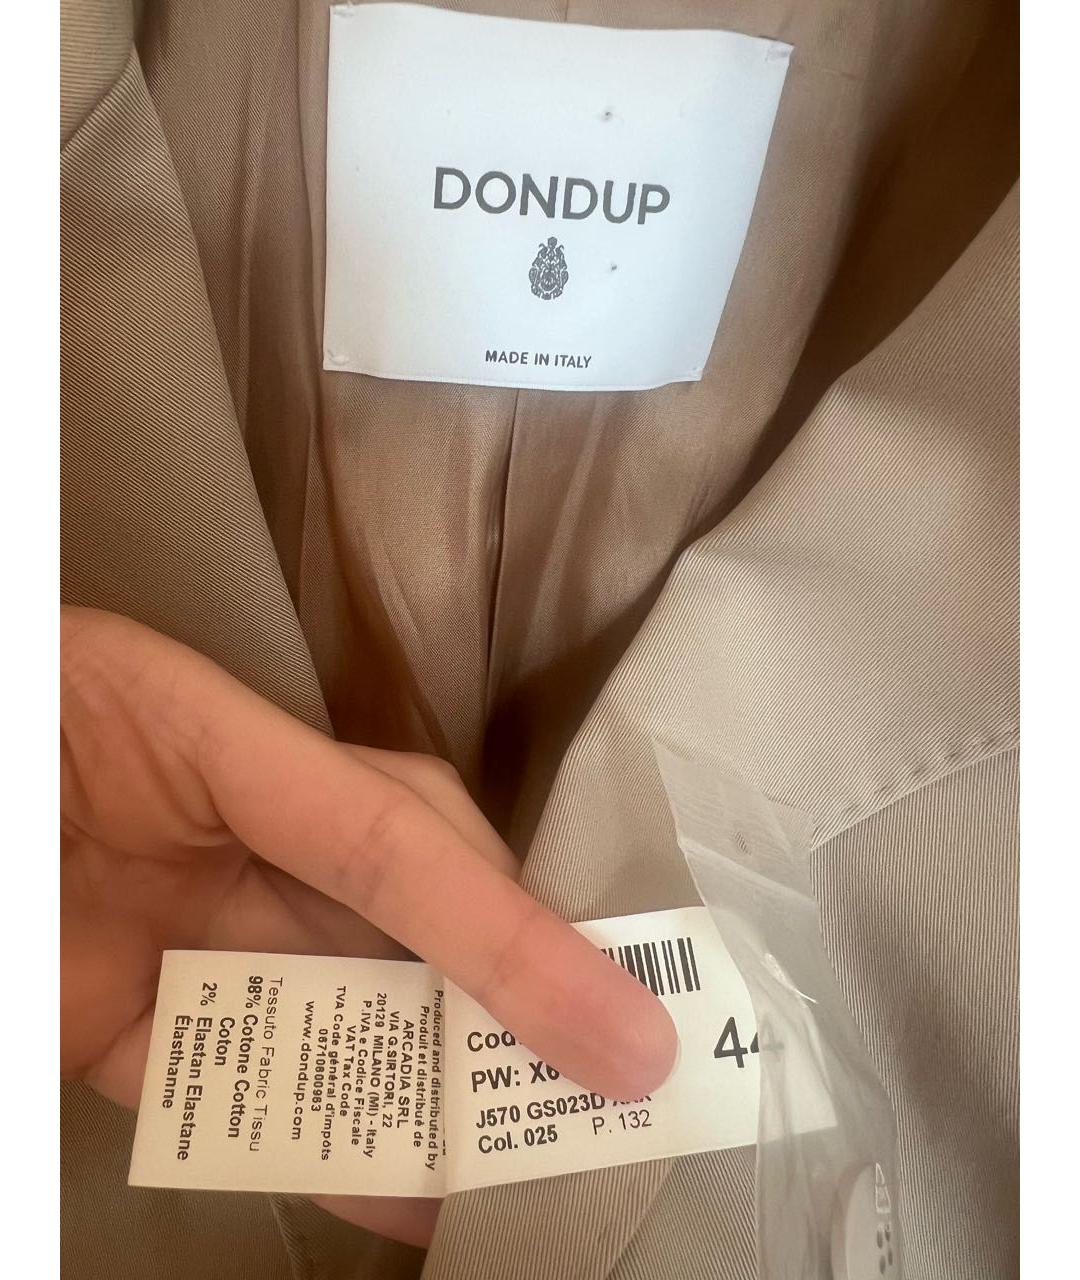 DONDUP
MADE IN ITALY
Tessuto Fabric Tissu
98% Cotone Cotton
Coton
2% Elastan Elastane
Élasthanne
Produced and distributed by
Produit et distribué de
ARCADIA SRL
VIA G.SIRTORI, 22
20129 MILANO (MI) - Italy
P.IVA e Codice Fiscale
VAT Tax Code
TVA Code général d'impôts
08710800963
www.dondup.com
PW:
J570 GS023D
Col. 025
P. 132
44